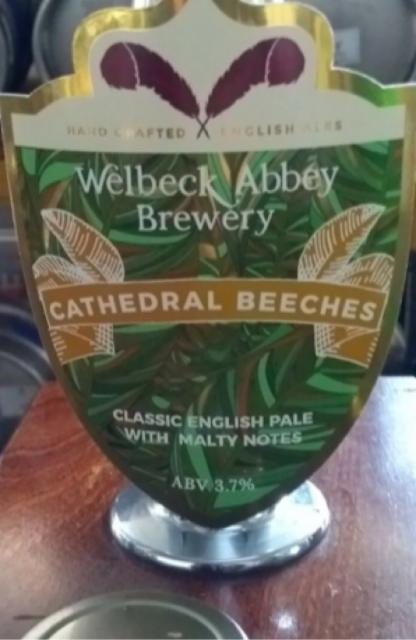 HAND CRAFTED ENGLISH ALES
Welbeck Abbey
Brewery
CATHEDRAL BEECHES
CLASSIC ENGLISH PALE
WITH MALTY NOTES
ABV 3.7%